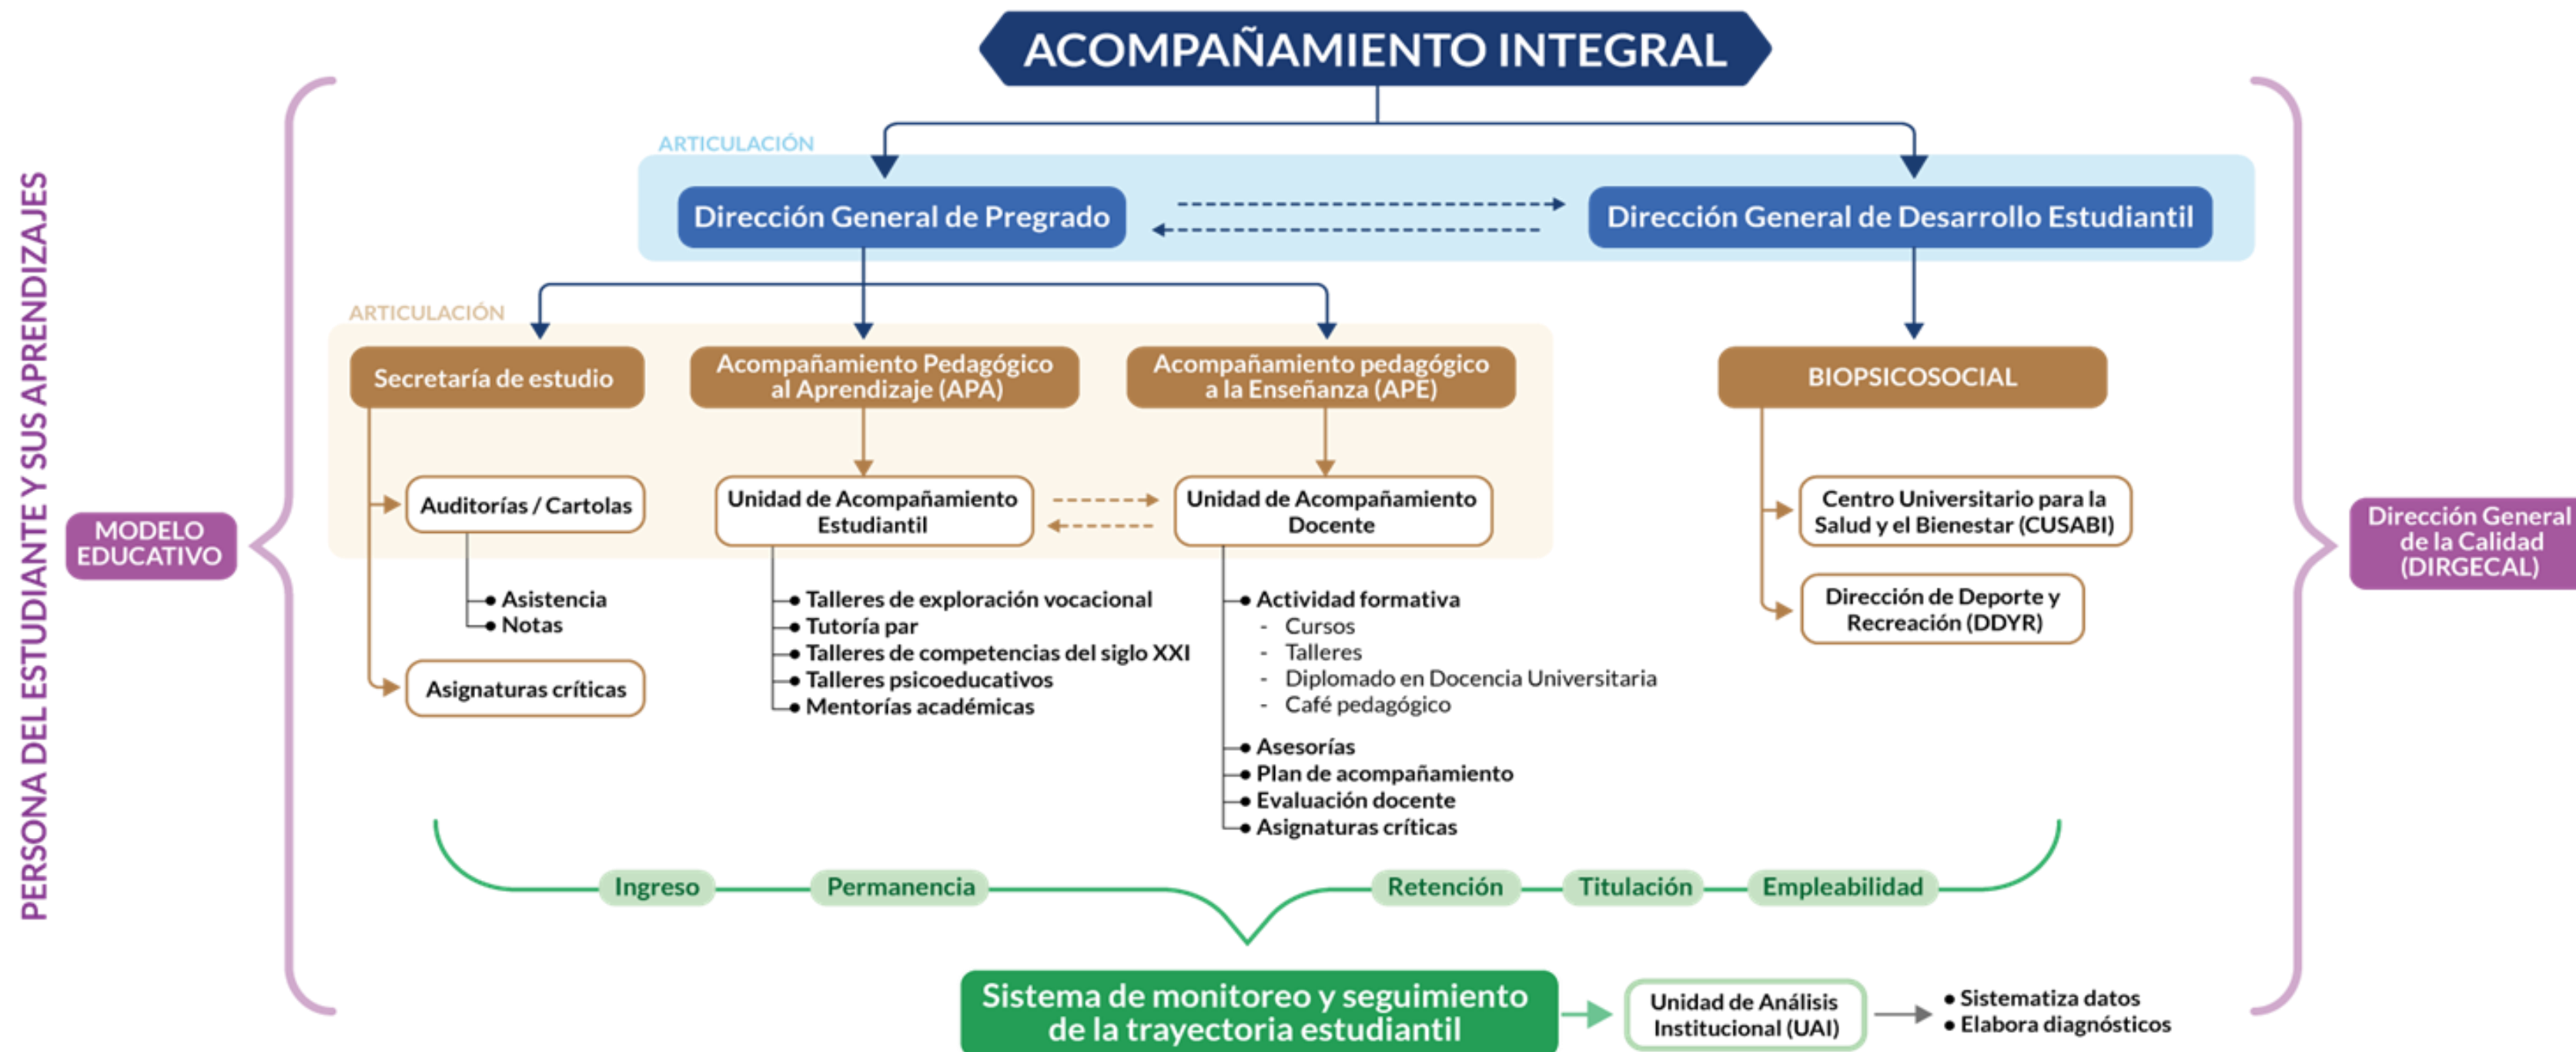 ACOMPAÑAMIENTO INTEGRAL
PERSONA DEL ESTUDIANTE Y SUS APRENDIZAJES
MODELO
EDUCATIVO
ARTICULACIÓN
Dirección General de Pregrado
Dirección General de Desarrollo Estudiantil
ARTICULACIÓN
Secretaría de estudio
Auditorías / Cartolas
● Asistencia
● Notas
Asignaturas críticas
Acompañamiento Pedagógico
al Aprendizaje (APA)
Unidad de Acompañamiento
Estudiantil
● Talleres de exploración vocacional
● Tutoría par
● Talleres de competencias del siglo XXI
● Talleres psicoeducativos
● Mentorías académicas
Acompañamiento pedagógico
a la Enseñanza (APE)
Unidad de Acompañamiento
Docente
● Actividad formativa
- Cursos
- Talleres
- Diplomado en Docencia Universitaria
- Café pedagógico
● Asesorías
● Plan de acompañamiento
● Evaluación docente
● Asignaturas críticas
BIOPSICOSOCIAL
Centro Universitario para la
Salud y el Bienestar (CUSABI)
Dirección de Deporte y
Recreación (DDYR)
Dirección General
de la Calidad
(DIRGECAL)
Ingreso
Permanencia
Retención
Titulación
Empleabilidad
Sistema de monitoreo y seguimiento
de la trayectoria estudiantil
Unidad de Análisis
Institucional (UAI)
● Sistematiza datos
● Elabora diagnósticos